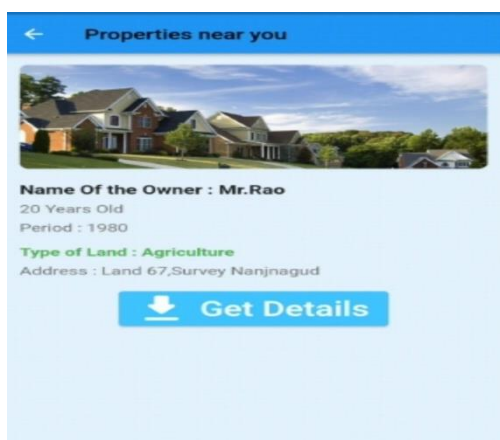 Properties near you
Name Of the Owner : Mr.Rao
20 Years Old
Period : 1980
Type of Land : Agriculture
Address : Land 67,Survey Nanjnagud
Get Details